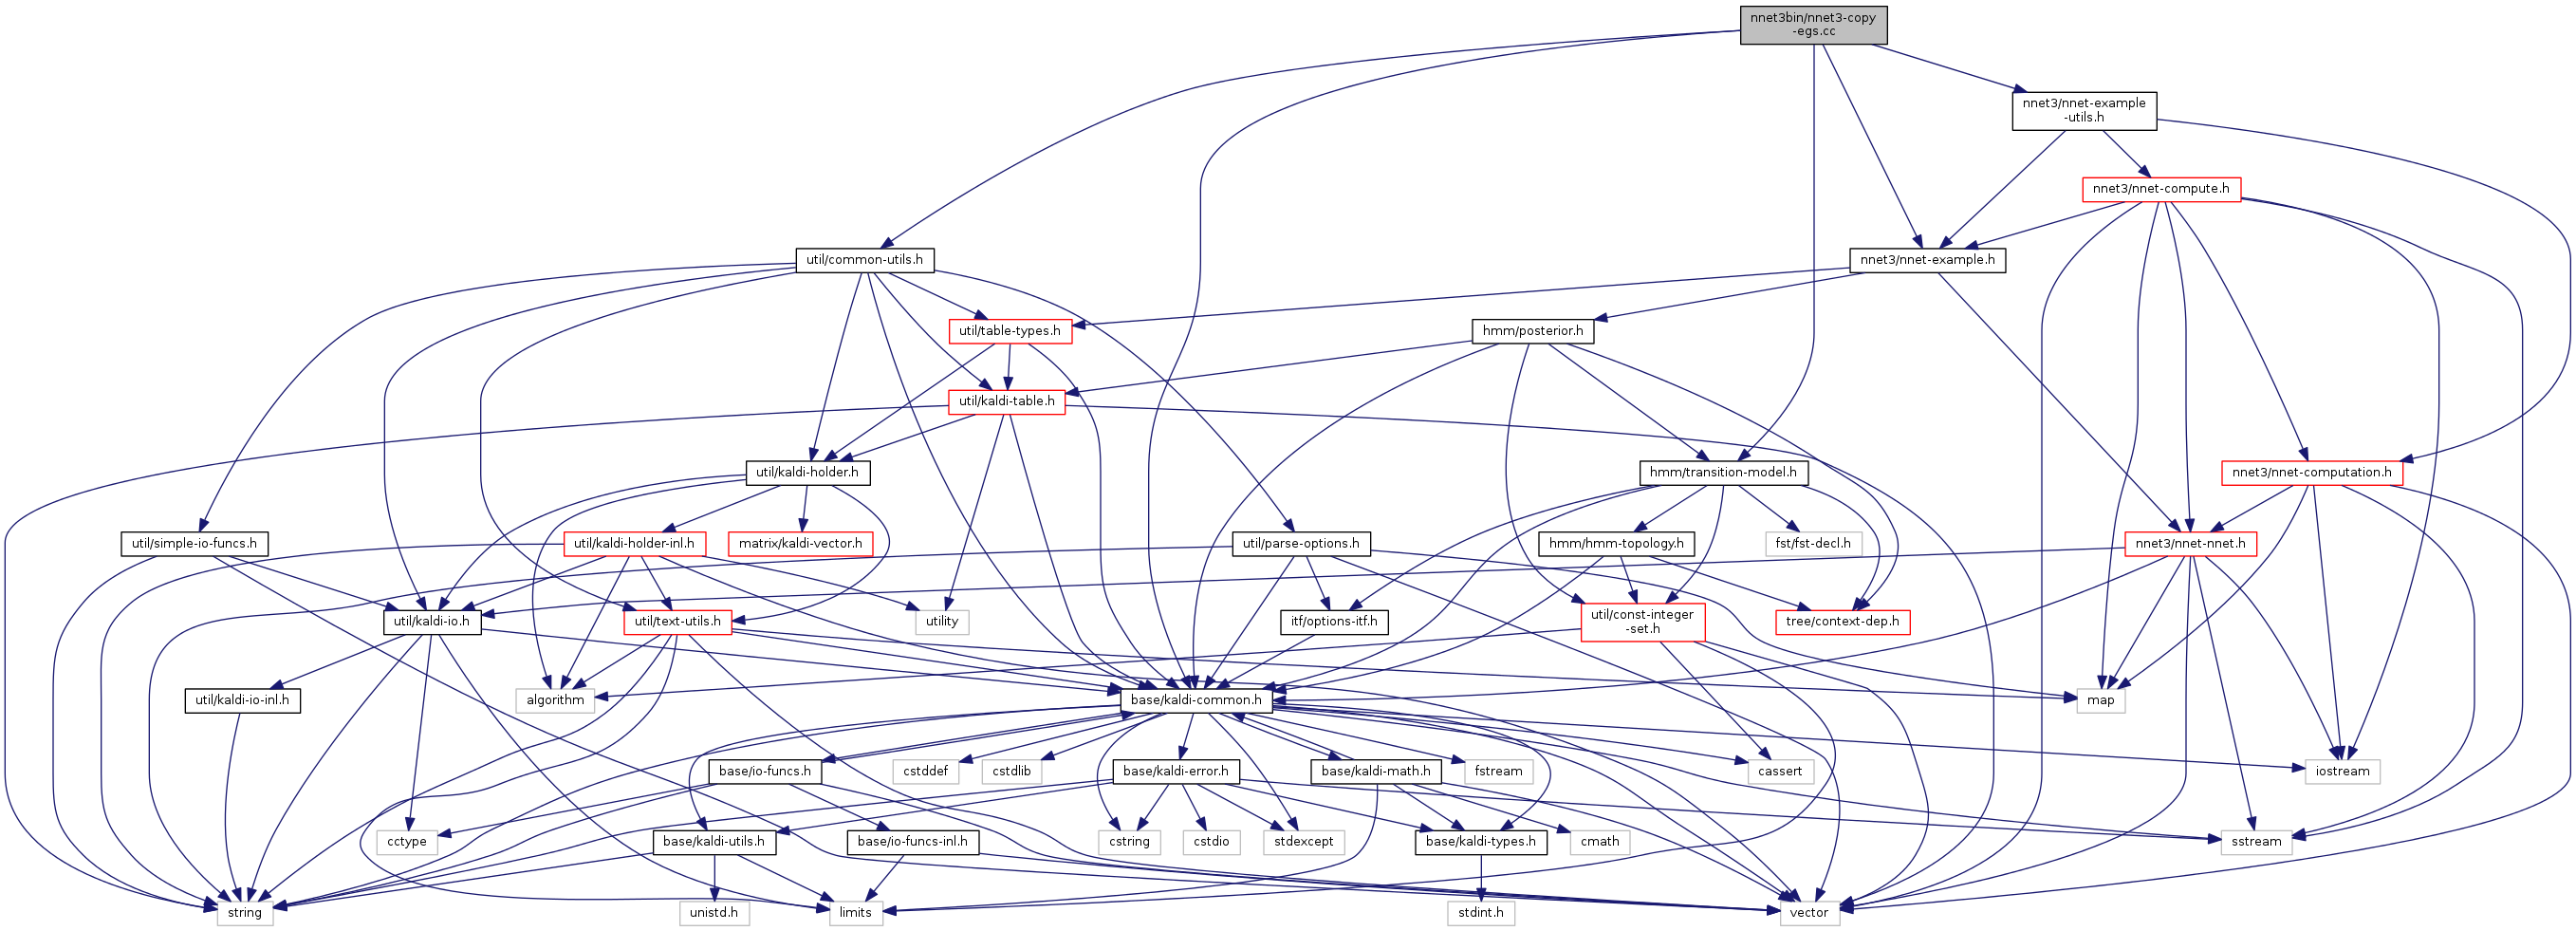 nnet3bin/nnet3-copy
-egs.cc
nnet3/nnet-example
-utils.h
nnet3/nnet-compute.h
util/common-utils.h
nnet3/nnet-example.h
util/table-types.h
hmm/posterior.h
util/kaldi-table.h
util/kaldi-holder.h
hmm/transition-model.h
nnet3/nnet-computation.h
util/simple-io-funcs.h
util/kaldi-holder-inl.h
matrix/kaldi-vector.h
util/parse-options.h
hmm/hmm-topology.h
fst/fst-decl.h
nnet3/nnet-nnet.h
util/kaldi-io.h
util/text-utils.h
utility
itf/options-itf.h
util/const-integer
-set.h
tree/context-dep.h
util/kaldi-io-inl.h
algorithm
base/kaldi-common.h
map
base/io-funcs.h
cstddef
cstdlib
base/kaldi-error.h
base/kaldi-math.h
fstream
cassert
iostream
cctype
base/kaldi-utils.h
base/io-funcs-inl.h
cstring
cstdio
stdexcept
base/kaldi-types.h
cmath
sstream
string
unistd.h
limits
stdint.h
vector